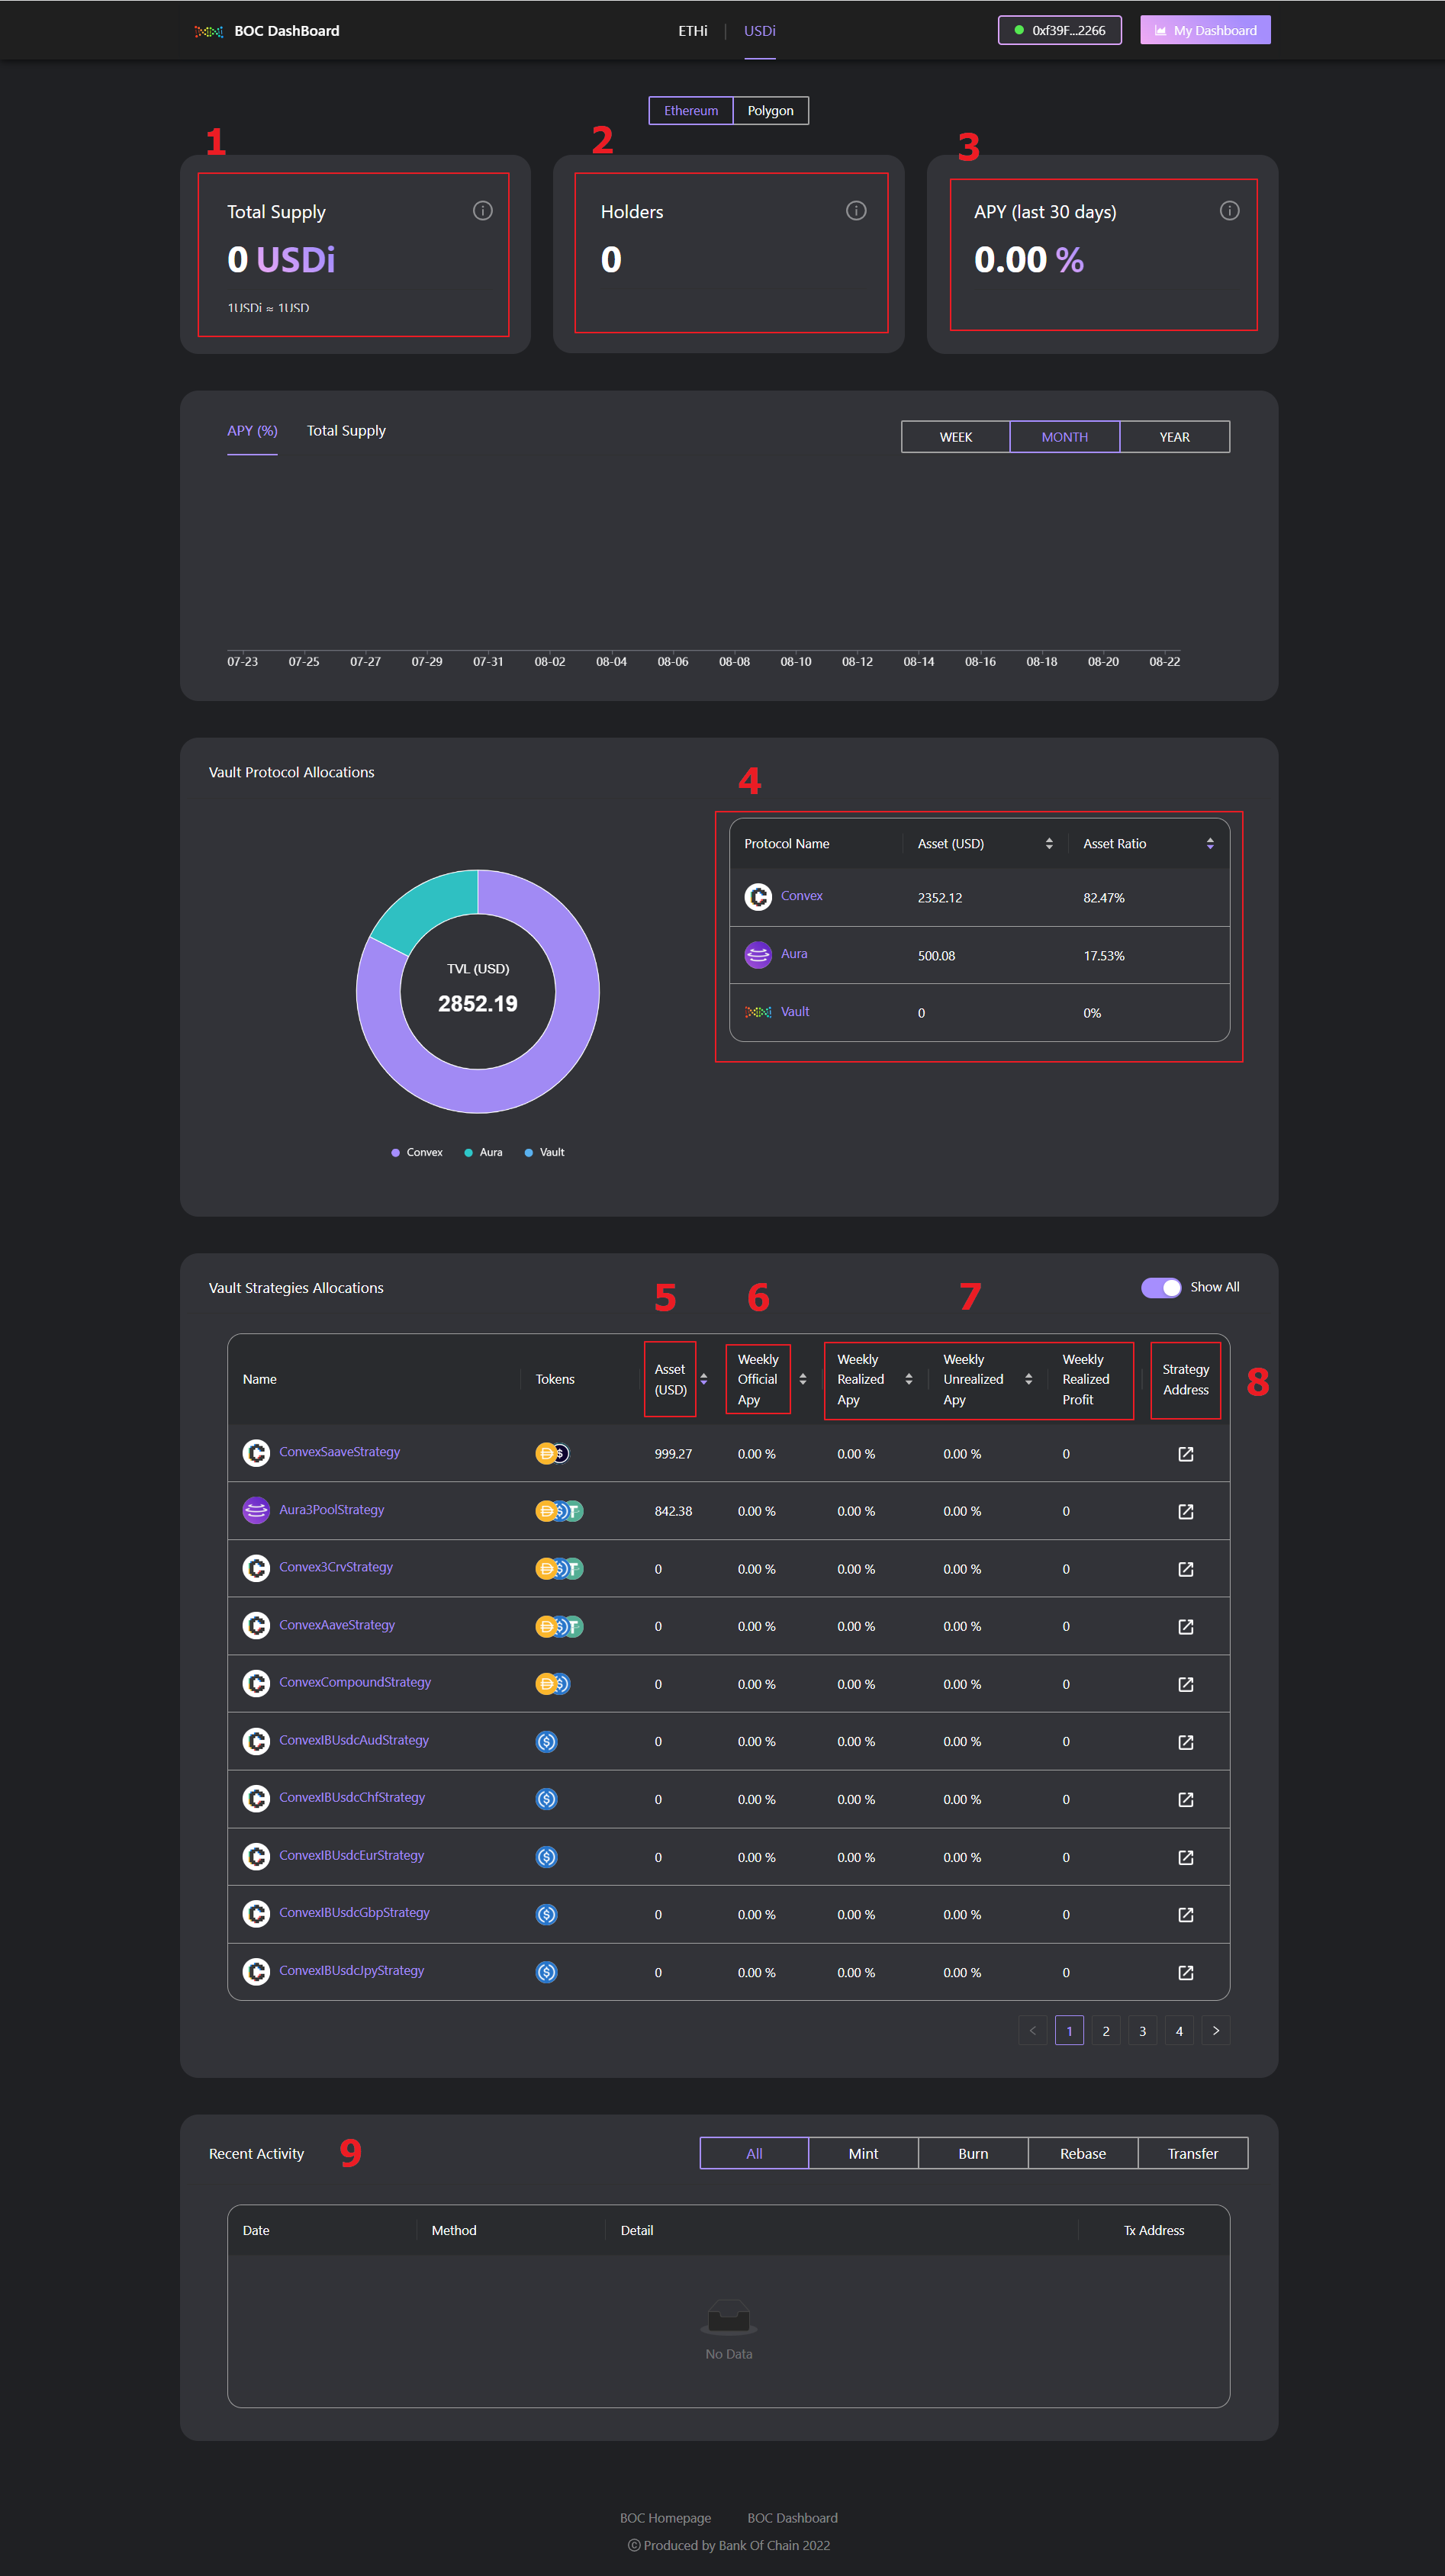 BOC DashBoard
ETHi
USDi
0xf39F...2266
My Dashboard
Ethereum
Polygon
1
2
3
Total Supply
0 USDi
1USDi ≈ 1USD
Holders
0
APY (last 30 days)
0.00 %
APY (%)
Total Supply
WEEK
MONTH
YEAR
07-23 07-25 07-27 07-29 07-31 08-02 08-04 08-06 08-08 08-10 08-12 08-14 08-16 08-18 08-20 08-22
Vault Protocol Allocations
4
TVL (USD)
2852.19
Convex Aura Vault
Protocol Name Asset (USD) Asset Ratio
Convex 2352.12 82.47%
Aura 500.08 17.53%
Vault 0 0%
Vault Strategies Allocations
5
6
7
Show All
Name
Tokens
Asset
(USD)
Weekly
Official
Apy
Weekly
Realized
Apy
Weekly
Unrealized
Apy
Weekly
Realized
Profit
Strategy
Address
8
ConvexSaaveStrategy 999.27 0.00 % 0.00 % 0.00 % 0
Aura3PoolStrategy 842.38 0.00 % 0.00 % 0.00 % 0
Convex3CrvStrategy 0 0.00 % 0.00 % 0.00 % 0
ConvexAaveStrategy 0 0.00 % 0.00 % 0.00 % 0
ConvexCompoundStrategy 0 0.00 % 0.00 % 0.00 % 0
ConvexIBUsdcAudStrategy 0 0.00 % 0.00 % 0.00 % 0
ConvexIBUsdcChfStrategy 0 0.00 % 0.00 % 0.00 % 0
ConvexIBUsdcEurStrategy 0 0.00 % 0.00 % 0.00 % 0
ConvexIBUsdcGbpStrategy 0 0.00 % 0.00 % 0.00 % 0
ConvexIBUsdcJpyStrategy 0 0.00 % 0.00 % 0.00 % 0
< 1 2 3 4 >
Recent Activity
9
All Mint Burn Rebase Transfer
Date Method Detail Tx Address
No Data
BOC Homepage BOC Dashboard
© Produced by Bank Of Chain 2022